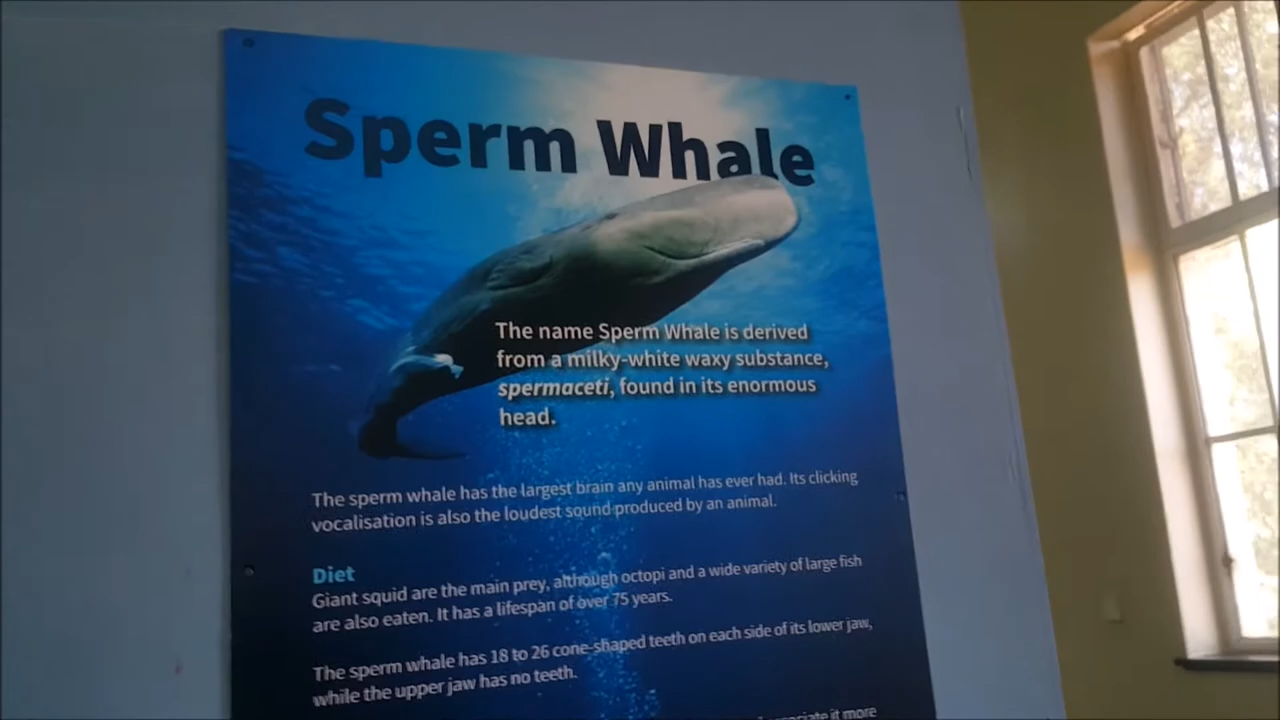 Sperm Whale
The name Sperm Whale is derived
from a milky-white waxy substance,
spermaceti, found in its enormous
head.
The sperm whale has the largest brain any animal has ever had. Its clicking
vocalisation is also the loudest sound produced by an animal.
Diet
Giant squid are the main prey, although octopi and a wide variety of large fish
are also eaten. It has a lifespan of over 75 years.
The sperm whale has 18 to 26 cone-shaped teeth on each side of its lower jaw,
while the upper jaw has no teeth.
it more